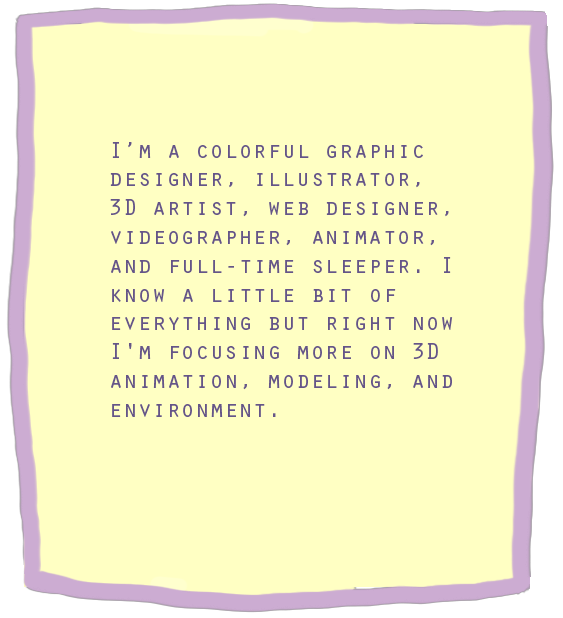 I’M A COLORFUL GRAPHIC
DESIGNER, ILLUSTRATOR,
3D ARTIST, WEB DESIGNER,
VIDEOGRAPHER, ANIMATOR,
AND FULL-TIME SLEEPER. I
KNOW A LITTLE BIT OF
EVERYTHING BUT RIGHT NOW
I'M FOCUSING MORE ON 3D
ANIMATION, MODELING, AND
ENVIRONMENT.